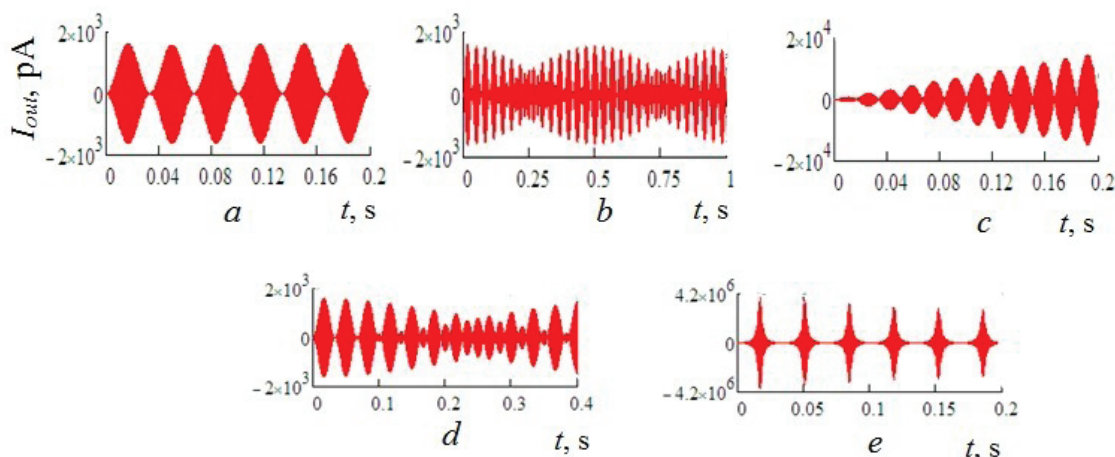 I_out, pA
2×10³
0
−2×10³
0 0.04 0.08 0.12 0.16 0.2
a t, s
2×10³
0
−2×10³
0 0.25 0.5 0.75 1
b t, s
2×10⁴
0
−2×10⁴
0 0.04 0.08 0.12 0.16 0.2
c t, s
2×10³
0
−2×10³
0 0.1 0.2 0.3 0.4
d t, s
4.2×10⁶
0
−4.2×10⁶
0 0.05 0.1 0.15 0.2
e t, s